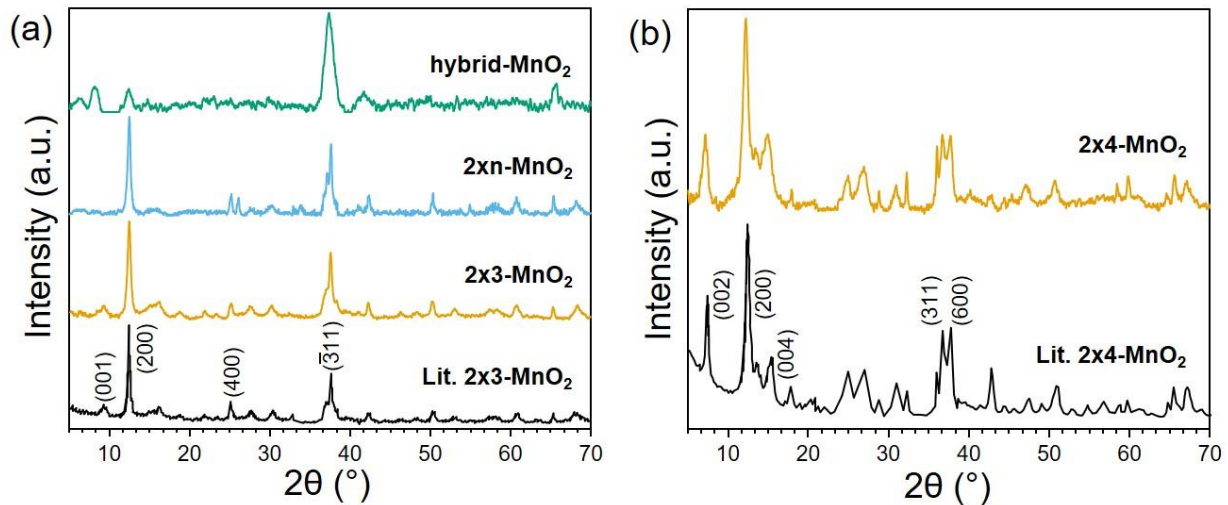 (a)
Intensity (a.u.)
hybrid-MnO₂
2xn-MnO₂
2x3-MnO₂
Lit. 2x3-MnO₂
(001)
(200)
(400)
(3̅11)
10 20 30 40 50 60 70
2θ (°)
(b)
Intensity (a.u.)
2x4-MnO₂
Lit. 2x4-MnO₂
(002)
(200)
(004)
(311)
(600)
10 20 30 40 50 60 70
2θ (°)